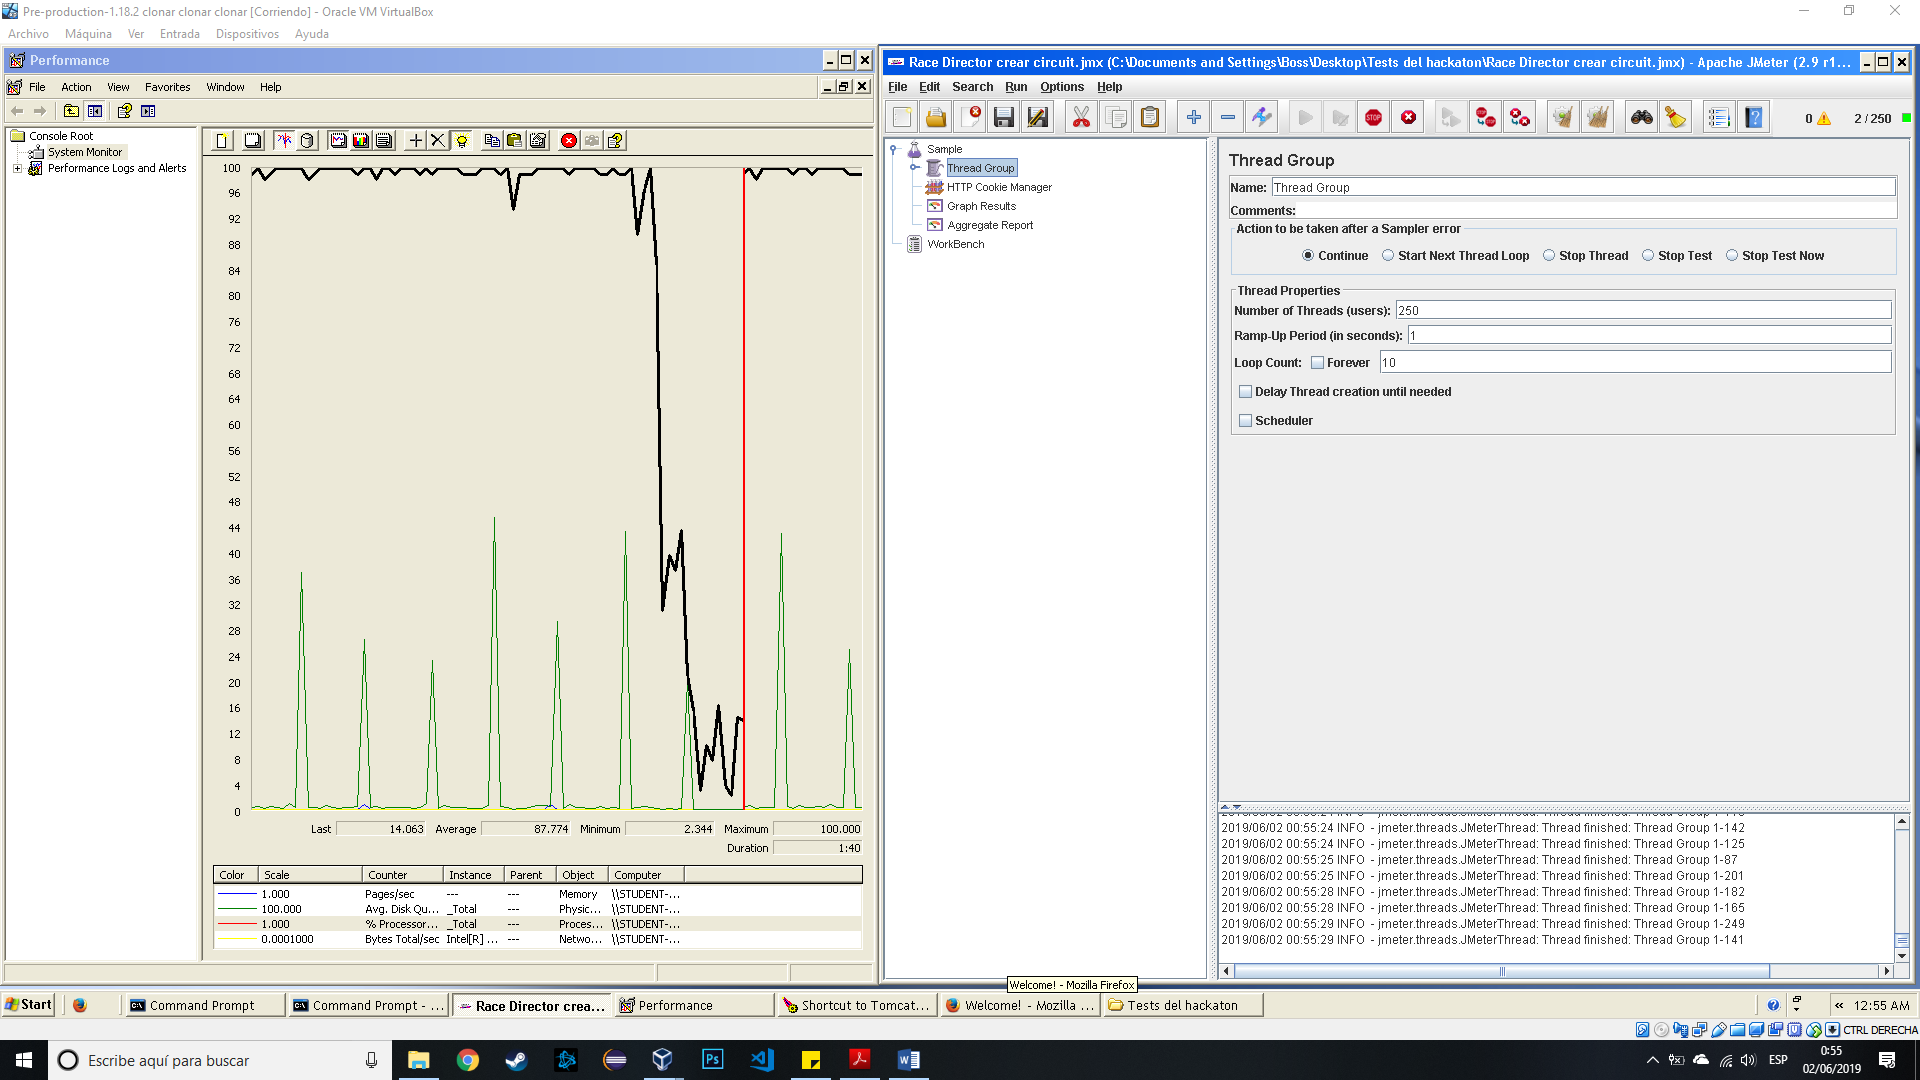 Pre-production-1.18.2 clonar clonar clonar [Corriendo] - Oracle VM VirtualBox
Archivo Máquina Ver Entrada Dispositivos Ayuda
Performance
File Action View Favorites Window Help
Console Root
System Monitor
Performance Logs and Alerts
100
96
92
88
84
80
76
72
68
64
60
56
52
48
44
40
36
32
28
24
20
16
12
8
4
0
Last 14.063 Average 87.774 Minimum 2.344 Maximum 100.000
Duration 1:40
Color Scale Counter Instance Parent Object Computer
1.000 Pages/sec --- --- Memory \\STUDENT-...
100.000 Avg. Disk Qu... _Total --- Physic... \\STUDENT-...
1.000 % Processor... _Total --- Proces... \\STUDENT-...
0.0001000 Bytes Total/sec Intel[R] ... --- Netwo... \\STUDENT-...
Race Director crear circuit.jmx (C:\Documents and Settings\Boss\Desktop\Tests del hackaton\Race Director crear circuit.jmx) - Apache JMeter (2.9 r1...
File Edit Search Run Options Help
STOP
0 2 / 250
Sample
Thread Group
HTTP Cookie Manager
Graph Results
Aggregate Report
WorkBench
Thread Group
Name: Thread Group
Comments:
Action to be taken after a Sampler error
Continue Start Next Thread Loop Stop Thread Stop Test Stop Test Now
Thread Properties
Number of Threads (users): 250
Ramp-Up Period (in seconds): 1
Loop Count: Forever 10
Delay Thread creation until needed
Scheduler
2019/06/02 00:55:24 INFO - jmeter.threads.JMeterThread: Thread finished: Thread Group 1-142
2019/06/02 00:55:24 INFO - jmeter.threads.JMeterThread: Thread finished: Thread Group 1-125
2019/06/02 00:55:25 INFO - jmeter.threads.JMeterThread: Thread finished: Thread Group 1-87
2019/06/02 00:55:25 INFO - jmeter.threads.JMeterThread: Thread finished: Thread Group 1-201
2019/06/02 00:55:28 INFO - jmeter.threads.JMeterThread: Thread finished: Thread Group 1-182
2019/06/02 00:55:28 INFO - jmeter.threads.JMeterThread: Thread finished: Thread Group 1-165
2019/06/02 00:55:29 INFO - jmeter.threads.JMeterThread: Thread finished: Thread Group 1-249
2019/06/02 00:55:29 INFO - jmeter.threads.JMeterThread: Thread finished: Thread Group 1-141
Welcome! - Mozilla Firefox
Start Command Prompt Command Prompt - ... Race Director crea... Performance Shortcut to Tomcat... Welcome! - Mozilla ... Tests del hackaton « 12:55 AM
CTRL DERECHA
Escribe aquí para buscar
Ps
ESP
0:55
02/06/2019